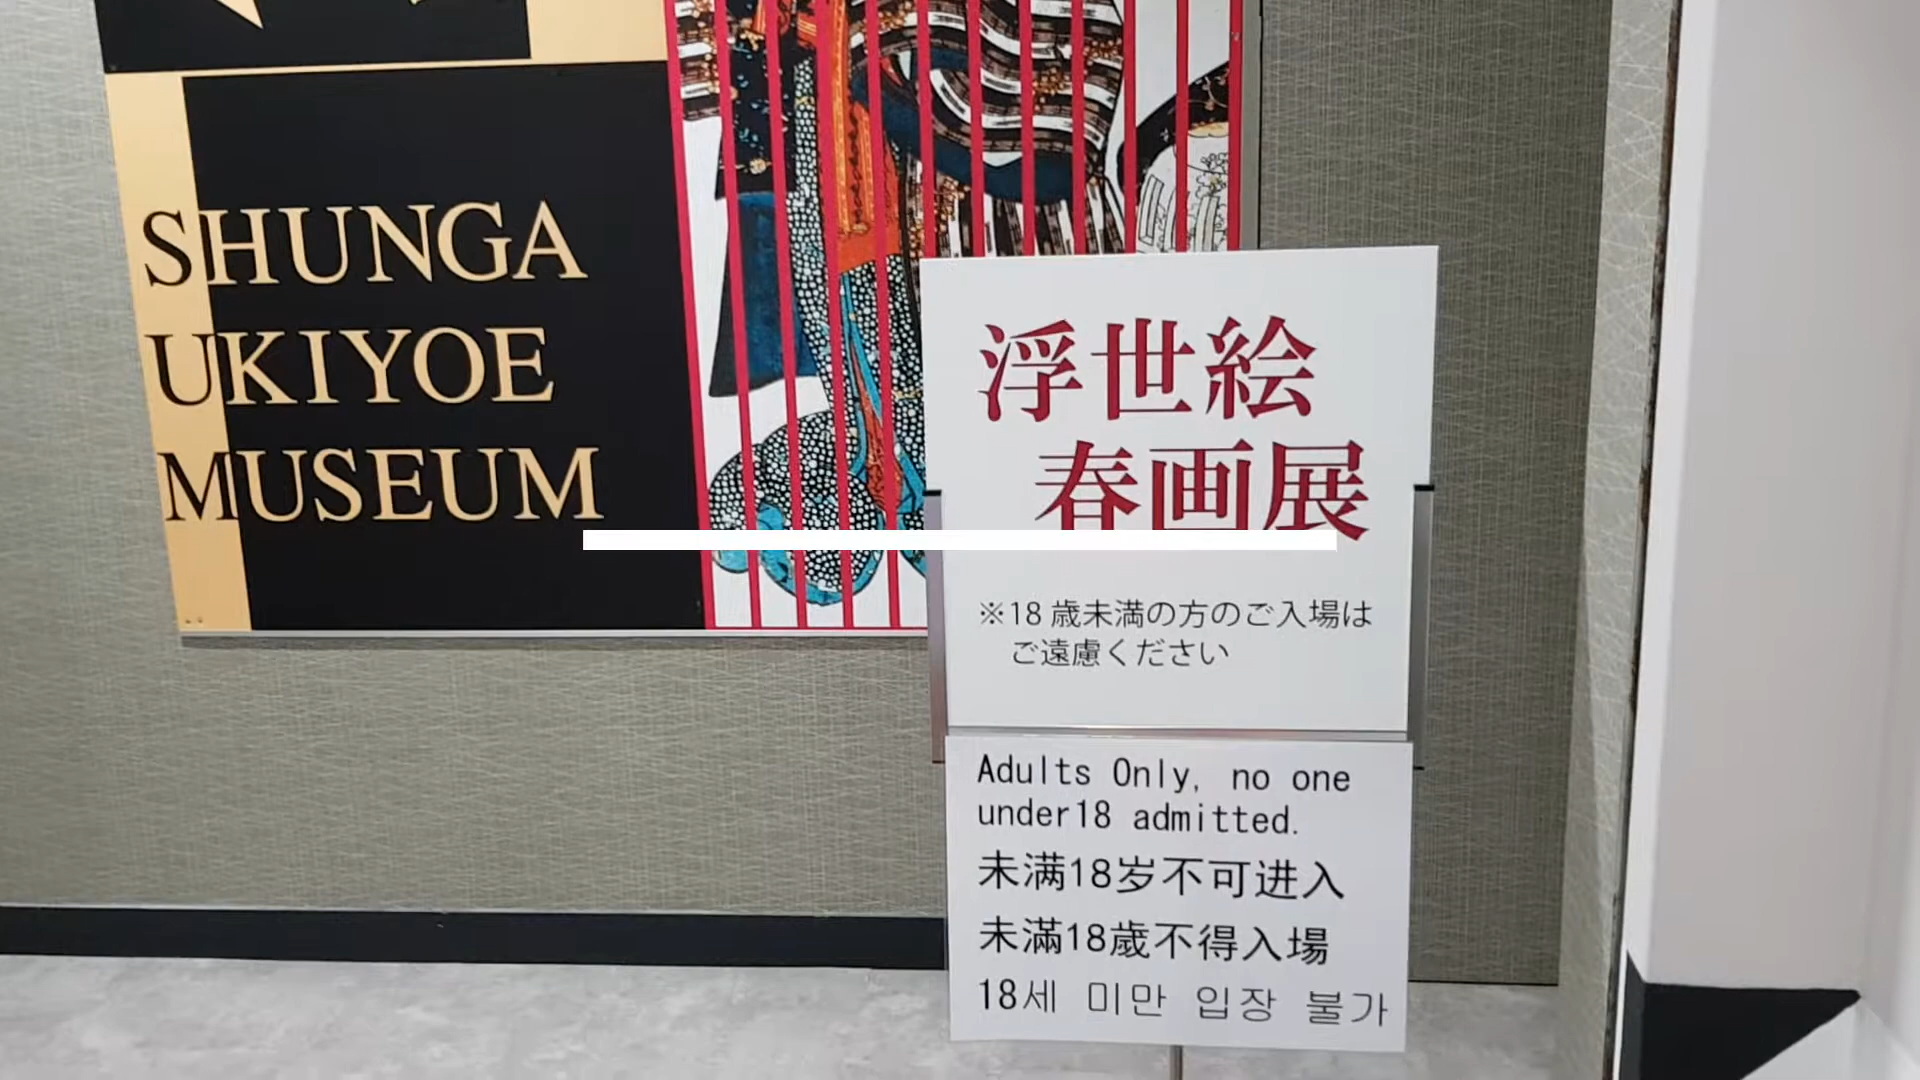 SHUNGA
UKIYOE
MUSEUM
浮世絵
春画展
※18歳未満の方のご入場は
ご遠慮ください
Adults Only, no one
under18 admitted.
未满18岁不可进入
未滿18歲不得入場
18세 미만 입장 불가